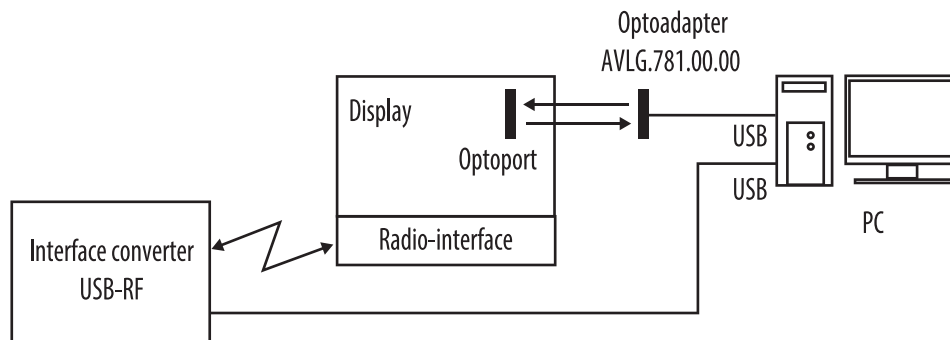 Optoadapter
AVLG.781.00.00
Display
Optoport
USB
USB
PC
Radio-interface
Interface converter
USB-RF